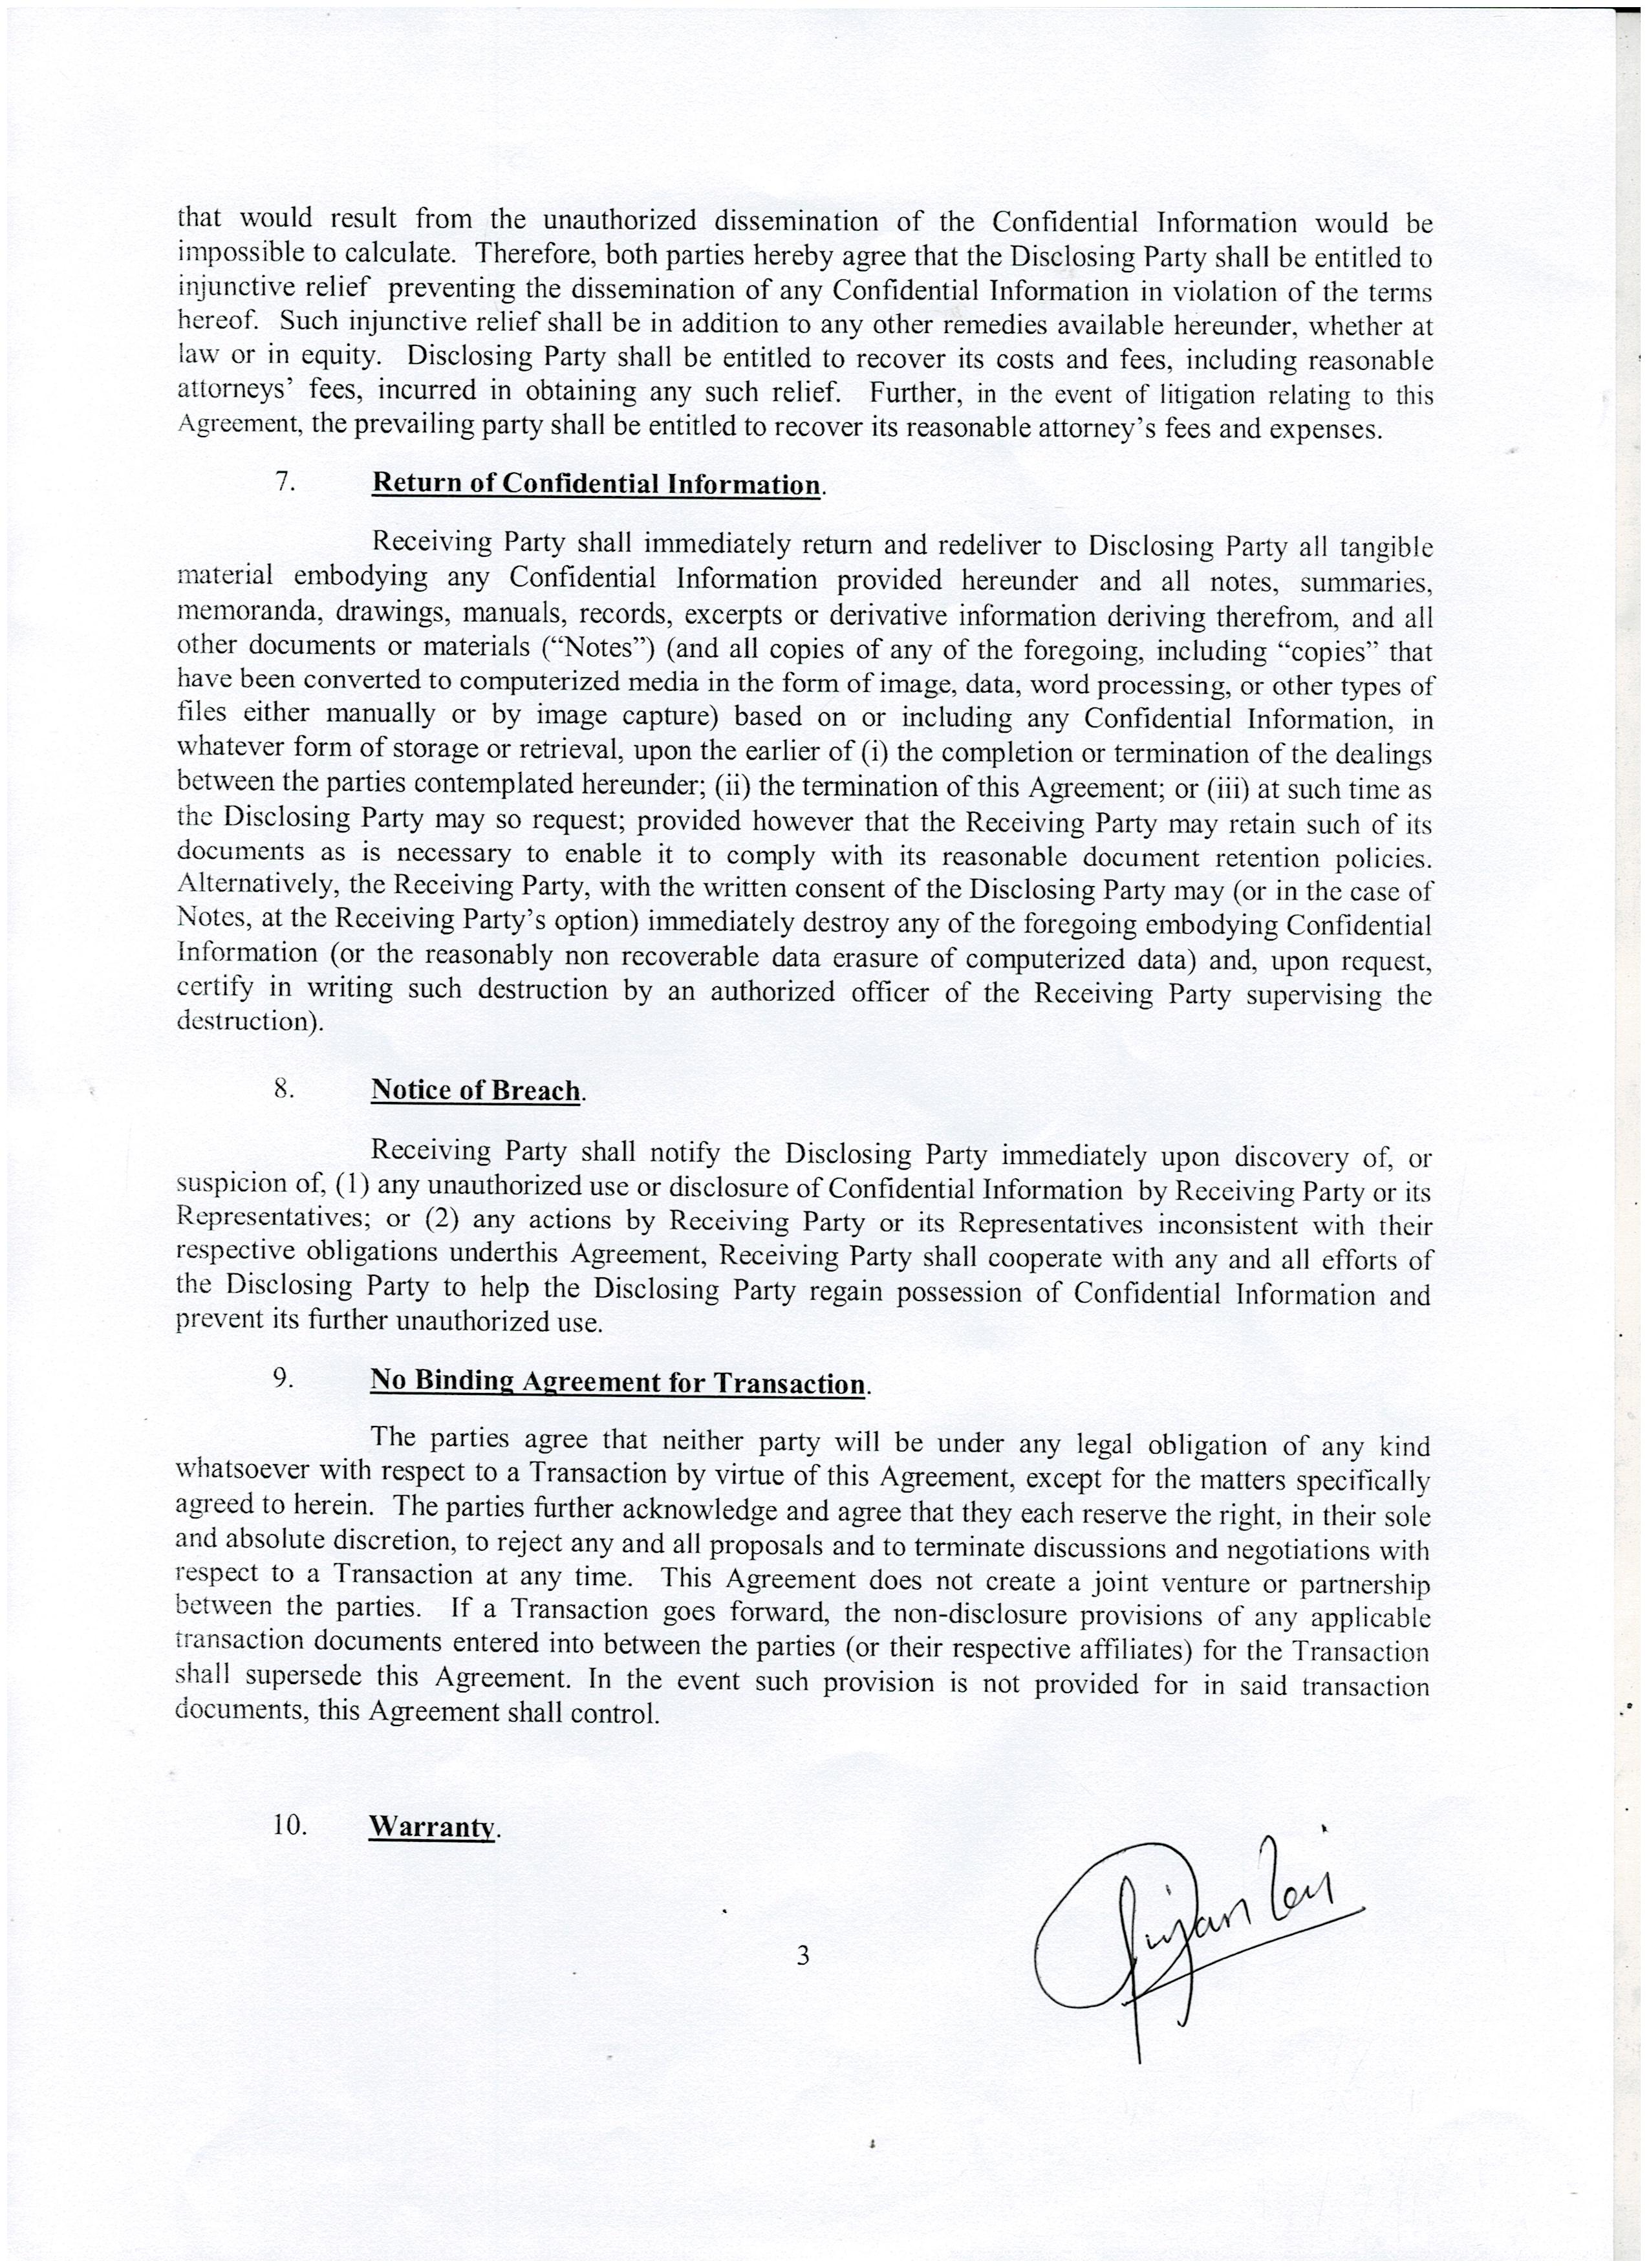 that would result from the unauthorized dissemination of the Confidential Information would be
impossible to calculate. Therefore, both parties hereby agree that the Disclosing Party shall be entitled to
injunctive relief preventing the dissemination of any Confidential Information in violation of the terms
hereof. Such injunctive relief shall be in addition to any other remedies available hereunder, whether at
law or in equity. Disclosing Party shall be entitled to recover its costs and fees, including reasonable
attorneys’ fees, incurred in obtaining any such relief. Further, in the event of litigation relating to this
Agreement, the prevailing party shall be entitled to recover its reasonable attorney’s fees and expenses.
7. Return of Confidential Information.
Receiving Party shall immediately return and redeliver to Disclosing Party all tangible
material embodying any Confidential Information provided hereunder and all notes, summaries,
memoranda, drawings, manuals, records, excerpts or derivative information deriving therefrom, and all
other documents or materials (“Notes”) (and all copies of any of the foregoing, including “copies” that
have been converted to computerized media in the form of image, data, word processing, or other types of
files either manually or by image capture) based on or including any Confidential Information, in
whatever form of storage or retrieval, upon the earlier of (i) the completion or termination of the dealings
between the parties contemplated hereunder; (ii) the termination of this Agreement; or (iii) at such time as
the Disclosing Party may so request; provided however that the Receiving Party may retain such of its
documents as is necessary to enable it to comply with its reasonable document retention policies.
Alternatively, the Receiving Party, with the written consent of the Disclosing Party may (or in the case of
Notes, at the Receiving Party’s option) immediately destroy any of the foregoing embodying Confidential
Information (or the reasonably non recoverable data erasure of computerized data) and, upon request,
certify in writing such destruction by an authorized officer of the Receiving Party supervising the
destruction).
8. Notice of Breach.
Receiving Party shall notify the Disclosing Party immediately upon discovery of, or
suspicion of, (1) any unauthorized use or disclosure of Confidential Information by Receiving Party or its
Representatives; or (2) any actions by Receiving Party or its Representatives inconsistent with their
respective obligations underthis Agreement, Receiving Party shall cooperate with any and all efforts of
the Disclosing Party to help the Disclosing Party regain possession of Confidential Information and
prevent its further unauthorized use.
9. No Binding Agreement for Transaction.
The parties agree that neither party will be under any legal obligation of any kind
whatsoever with respect to a Transaction by virtue of this Agreement, except for the matters specifically
agreed to herein. The parties further acknowledge and agree that they each reserve the right, in their sole
and absolute discretion, to reject any and all proposals and to terminate discussions and negotiations with
respect to a Transaction at any time. This Agreement does not create a joint venture or partnership
between the parties. If a Transaction goes forward, the non-disclosure provisions of any applicable
transaction documents entered into between the parties (or their respective affiliates) for the Transaction
shall supersede this Agreement. In the event such provision is not provided for in said transaction
documents, this Agreement shall control.
10. Warranty.
3